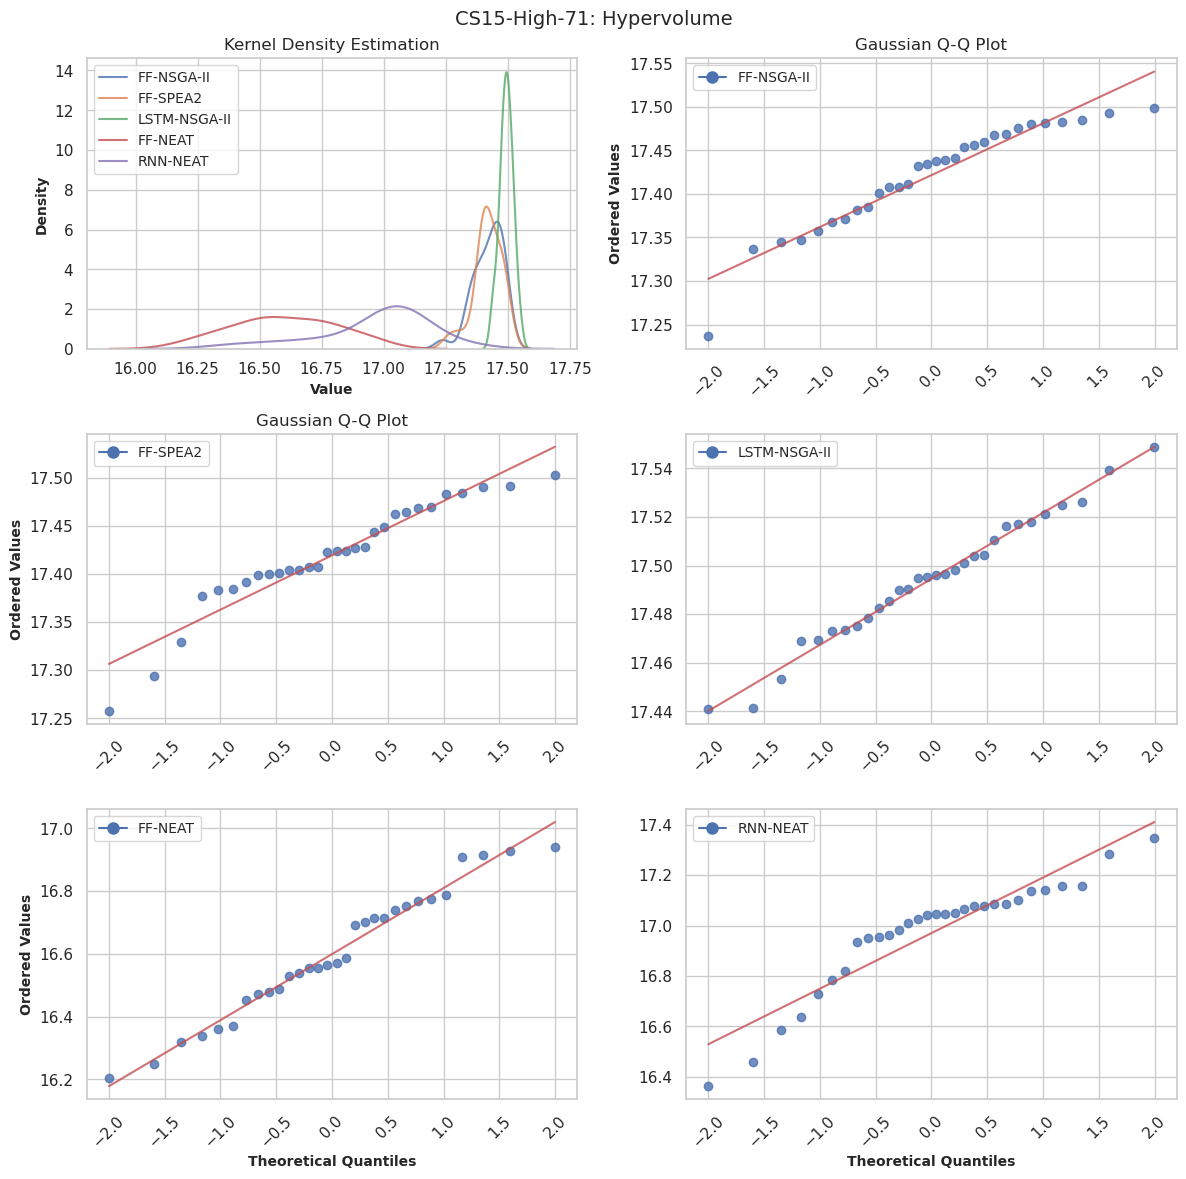 CS15-High-71: Hypervolume
Kernel Density Estimation
FF-NSGA-II
FF-SPEA2
LSTM-NSGA-II
FF-NEAT
RNN-NEAT
Density
14
12
10
8
6
4
2
0
16.00 16.25 16.50 16.75 17.00 17.25 17.50 17.75
Value
Gaussian Q-Q Plot
FF-NSGA-II
Ordered Values
17.55
17.50
17.45
17.40
17.35
17.30
17.25
−2.0 −1.5 −1.0 −0.5 0.0 0.5 1.0 1.5 2.0
Gaussian Q-Q Plot
FF-SPEA2
Ordered Values
17.50
17.45
17.40
17.35
17.30
17.25
−2.0 −1.5 −1.0 −0.5 0.0 0.5 1.0 1.5 2.0
LSTM-NSGA-II
17.54
17.52
17.50
17.48
17.46
17.44
−2.0 −1.5 −1.0 −0.5 0.0 0.5 1.0 1.5 2.0
FF-NEAT
Ordered Values
17.0
16.8
16.6
16.4
16.2
−2.0 −1.5 −1.0 −0.5 0.0 0.5 1.0 1.5 2.0
Theoretical Quantiles
RNN-NEAT
17.4
17.2
17.0
16.8
16.6
16.4
−2.0 −1.5 −1.0 −0.5 0.0 0.5 1.0 1.5 2.0
Theoretical Quantiles